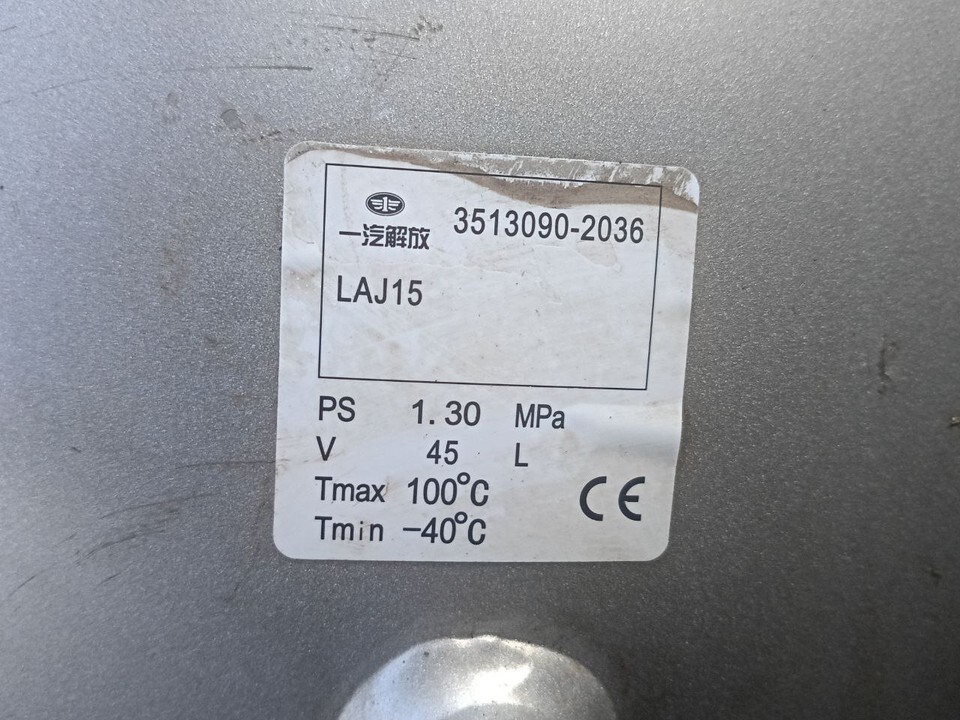 一汽解放 3513090-2036
LAJ15
PS 1.30 MPa
V 45 L
Tmax 100°C
Tmin -40°C
CE